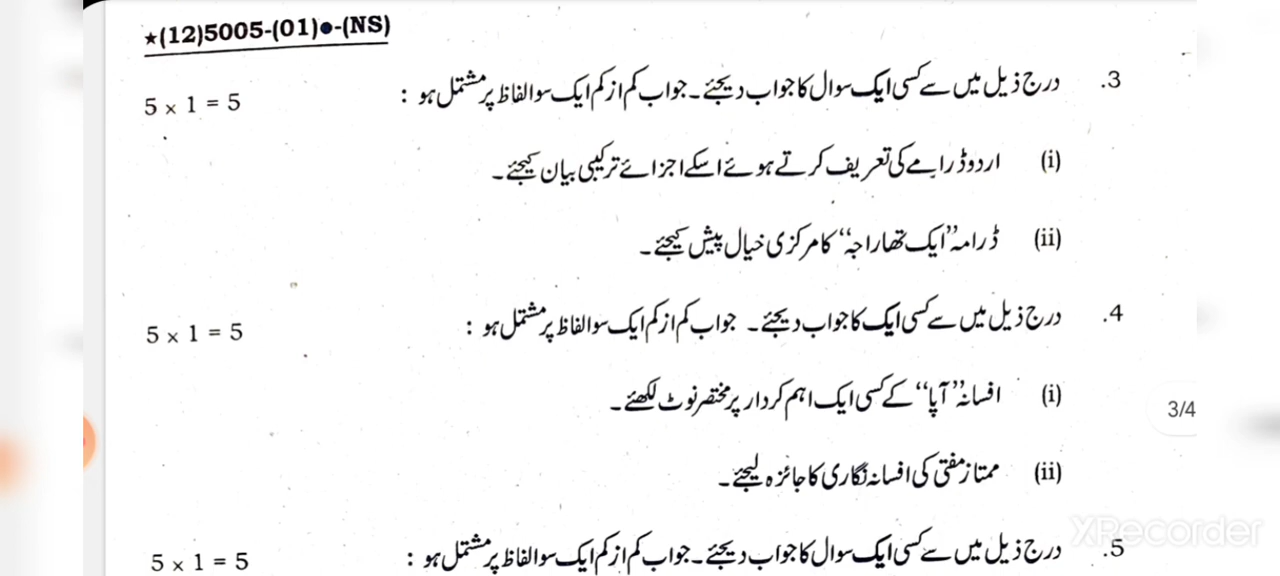 ★(12)5005-(01)●-(NS)
3. درج ذیل میں سے کسی ایک سوال کا جواب دیجئے۔ جواب کم از کم ایک سو الفاظ پر مشتمل ہو : 5 × 1 = 5
(i) اردو ڈرامے کی تعریف کرتے ہوئے اسکے اجزائے ترکیبی بیان کیجئے۔
(ii) ڈرامہ ”ایک تھا راجہ“ کا مرکزی خیال پیش کیجئے۔
4. درج ذیل میں سے کسی ایک کا جواب دیجئے۔ جواب کم از کم ایک سو الفاظ پر مشتمل ہو : 5 × 1 = 5
(i) افسانہ ”آپا“ کے کسی ایک اہم کردار پر مختصر نوٹ لکھئے۔
3/4
(ii) ممتاز مفتی کی افسانہ نگاری کا جائزہ لیجئے۔
XRecorder
5. درج ذیل میں سے کسی ایک سوال کا جواب دیجئے۔ جواب کم از کم ایک سو الفاظ پر مشتمل ہو : 5 × 1 = 5